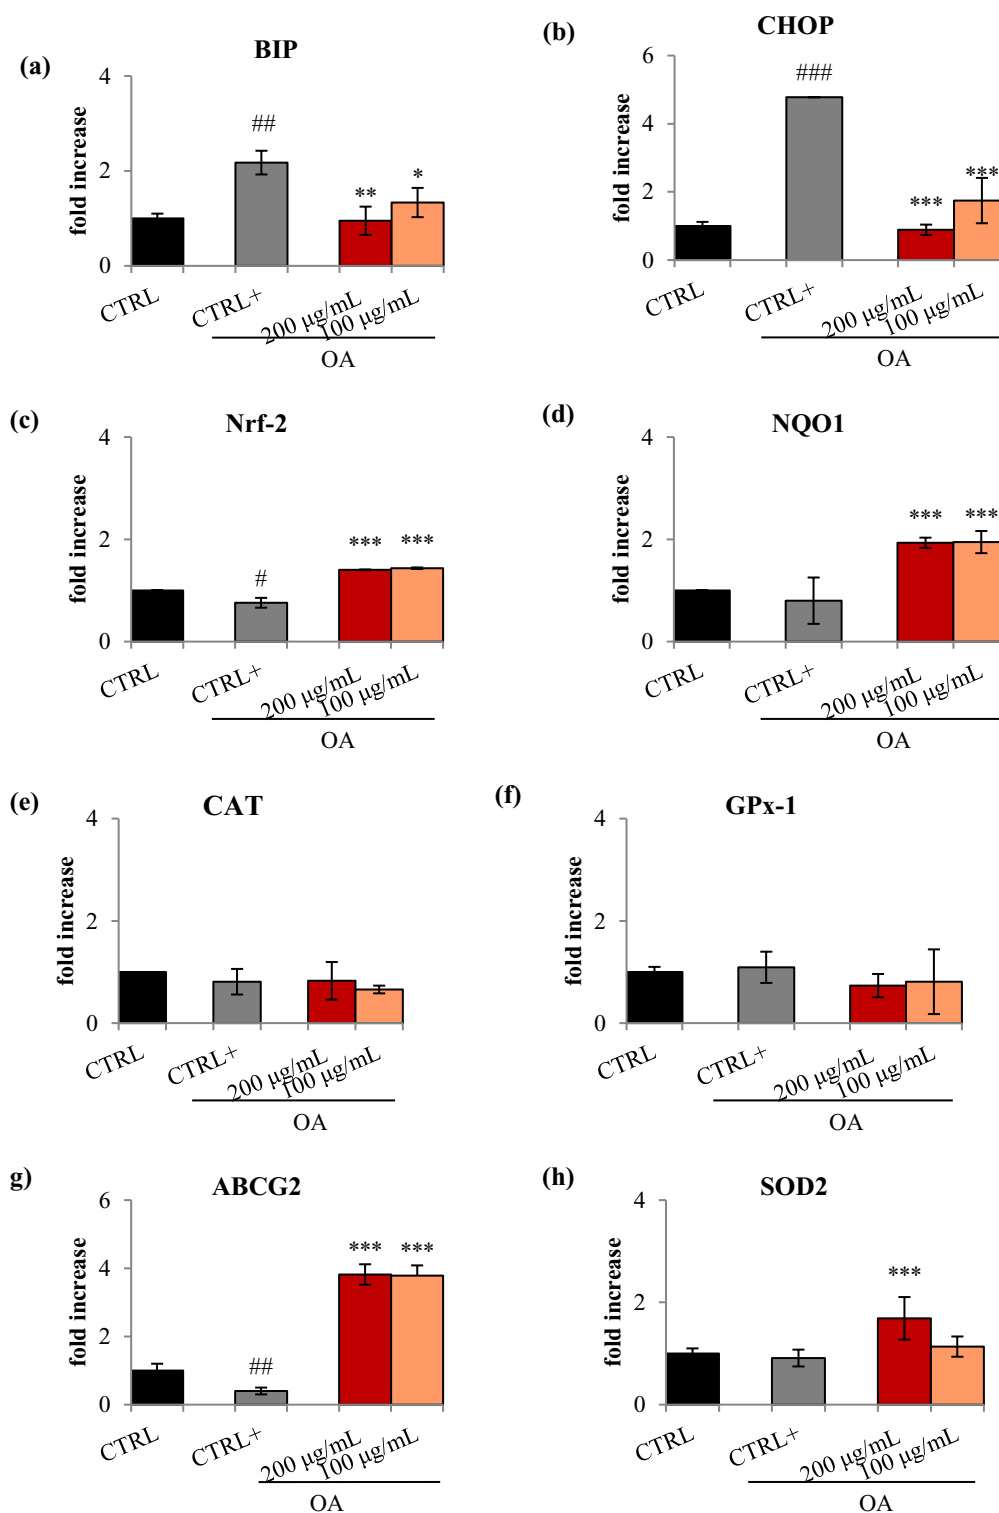 (a)
BIP
fold increase
4
2
0
##
**
*
CTRL
CTRL+
200 μg/mL
100 μg/mL
OA
(b)
CHOP
fold increase
6
4
2
0
###
***
***
CTRL
CTRL+
200 μg/mL
100 μg/mL
OA
(c)
Nrf-2
fold increase
4
2
0
#
***
***
CTRL
CTRL+
200 μg/mL
100 μg/mL
OA
(d)
NQO1
fold increase
4
2
0
***
***
CTRL
CTRL+
200 μg/mL
100 μg/mL
OA
(e)
CAT
fold increase
4
2
0
CTRL
CTRL+
200 μg/mL
100 μg/mL
OA
(f)
GPx-1
fold increase
4
2
0
CTRL
CTRL+
200 μg/mL
100 μg/mL
OA
g)
ABCG2
fold increase
6
4
2
0
##
***
***
CTRL
CTRL+
200 μg/mL
100 μg/mL
OA
(h)
SOD2
fold increase
4
2
0
***
CTRL
CTRL+
200 μg/mL
100 μg/mL
OA